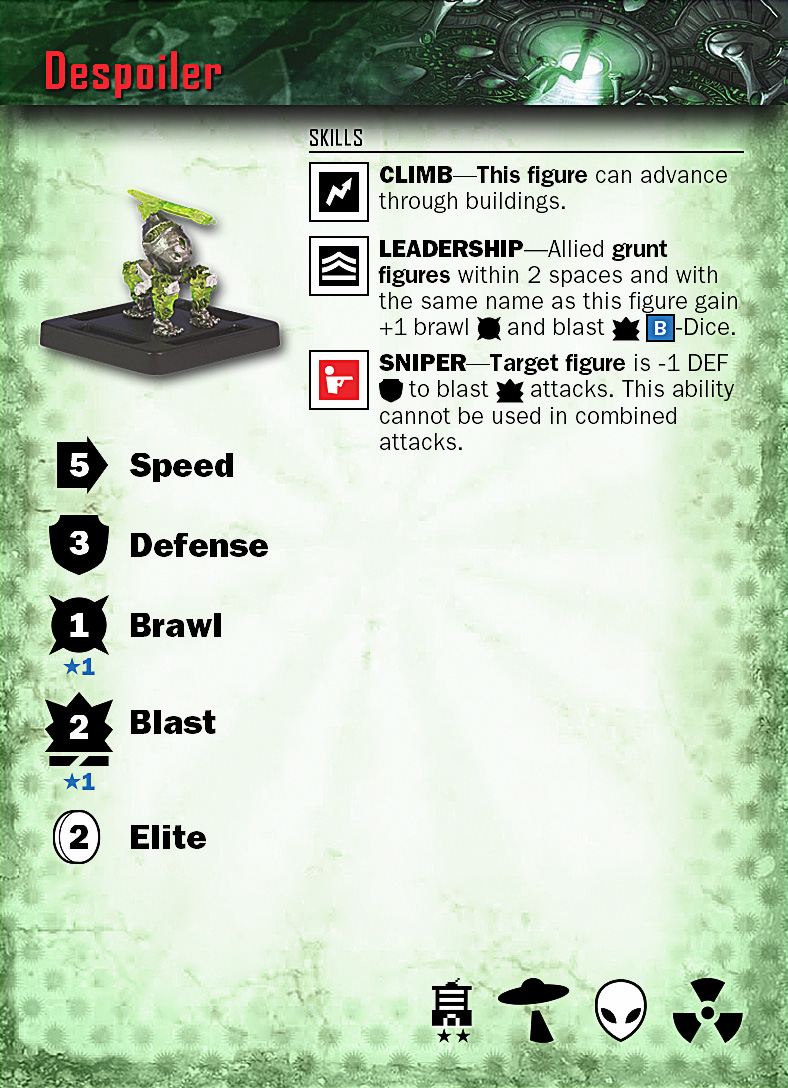 Despoiler
SKILLS
CLIMB—This figure can advance
through buildings.
LEADERSHIP—Allied grunt
figures within 2 spaces and with
the same name as this figure gain
+1 brawl and blast B-Dice.
SNIPER—Target figure is -1 DEF
to blast attacks. This ability
cannot be used in combined
attacks.
5 Speed
3 Defense
1 Brawl
★1
2 Blast
★1
2 Elite
★★